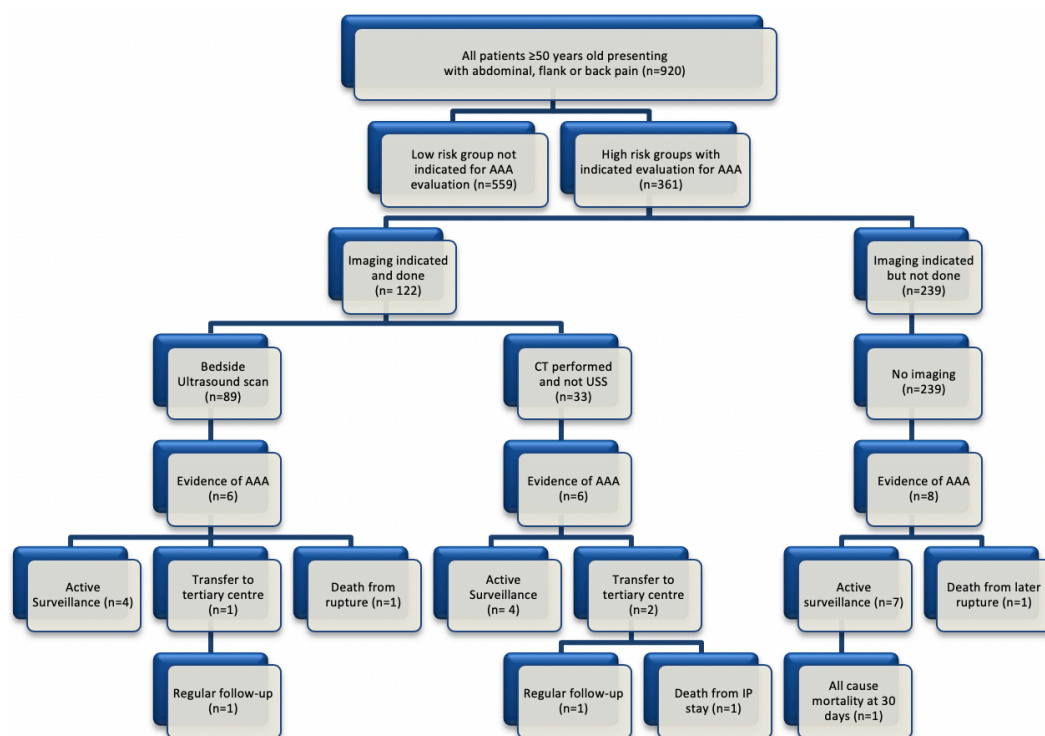 All patients ≥50 years old presenting
with abdominal, flank or back pain (n=920)
Low risk group not
indicated for AAA
evaluation (n=559)
High risk groups with
indicated evaluation for AAA
(n=361)
Imaging indicated
and done
(n= 122)
Imaging indicated
but not done
(n=239)
Bedside
Ultrasound scan
(n=89)
CT performed
and not USS
(n=33)
No imaging
(n=239)
Evidence of AAA
(n=6)
Evidence of AAA
(n=6)
Evidence of AAA
(n=8)
Active
Surveillance (n=4)
Transfer to
tertiary centre
(n=1)
Death from
rupture (n=1)
Active
Surveillance
(n= 4)
Transfer to
tertiary centre
(n=2)
Active
surveillance (n=7)
Death from later
rupture (n=1)
Regular follow-up
(n=1)
Regular follow-up
(n=1)
Death from IP
stay (n=1)
All cause
mortality at 30
days (n=1)